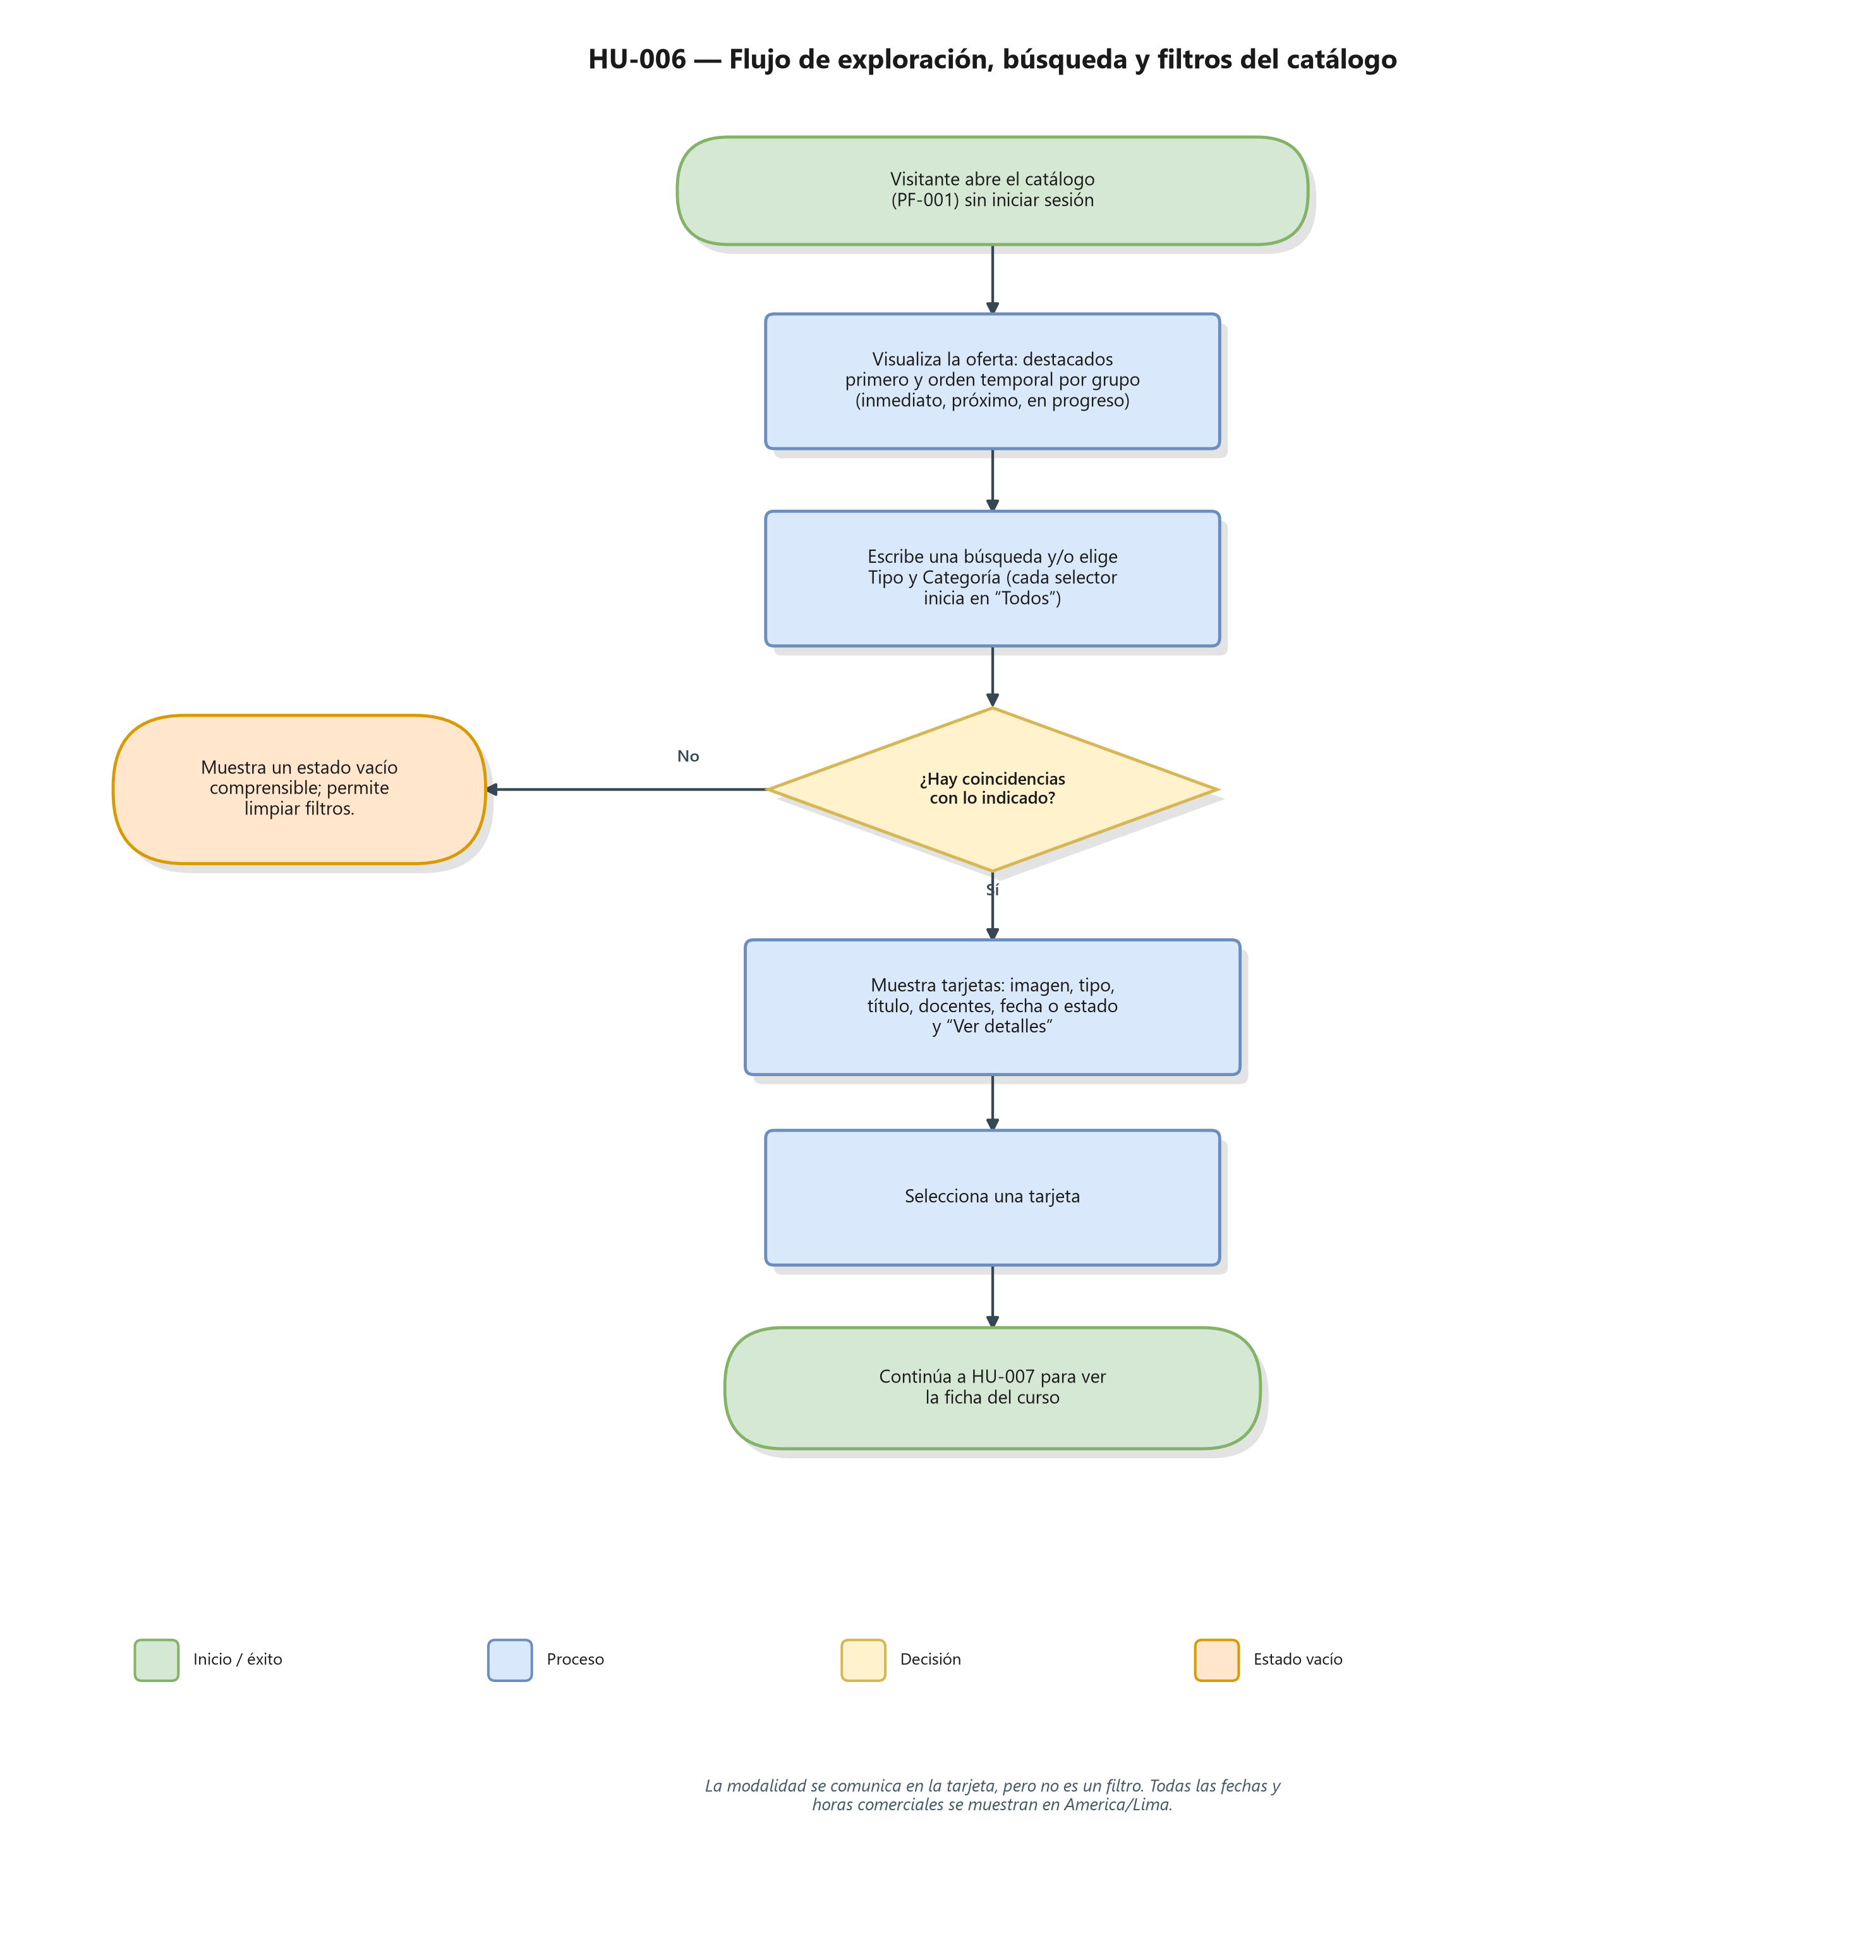 HU-006 — Flujo de exploración, búsqueda y filtros del catálogo
Visitante abre el catálogo
(PF-001) sin iniciar sesión
Visualiza la oferta: destacados
primero y orden temporal por grupo
(inmediato, próximo, en progreso)
Escribe una búsqueda y/o elige
Tipo y Categoría (cada selector
inicia en “Todos”)
¿Hay coincidencias
con lo indicado?
No
Muestra un estado vacío
comprensible; permite
limpiar filtros.
Sí
Muestra tarjetas: imagen, tipo,
título, docentes, fecha o estado
y “Ver detalles”
Selecciona una tarjeta
Continúa a HU-007 para ver
la ficha del curso
Inicio / éxito
Proceso
Decisión
Estado vacío
La modalidad se comunica en la tarjeta, pero no es un filtro. Todas las fechas y
horas comerciales se muestran en America/Lima.